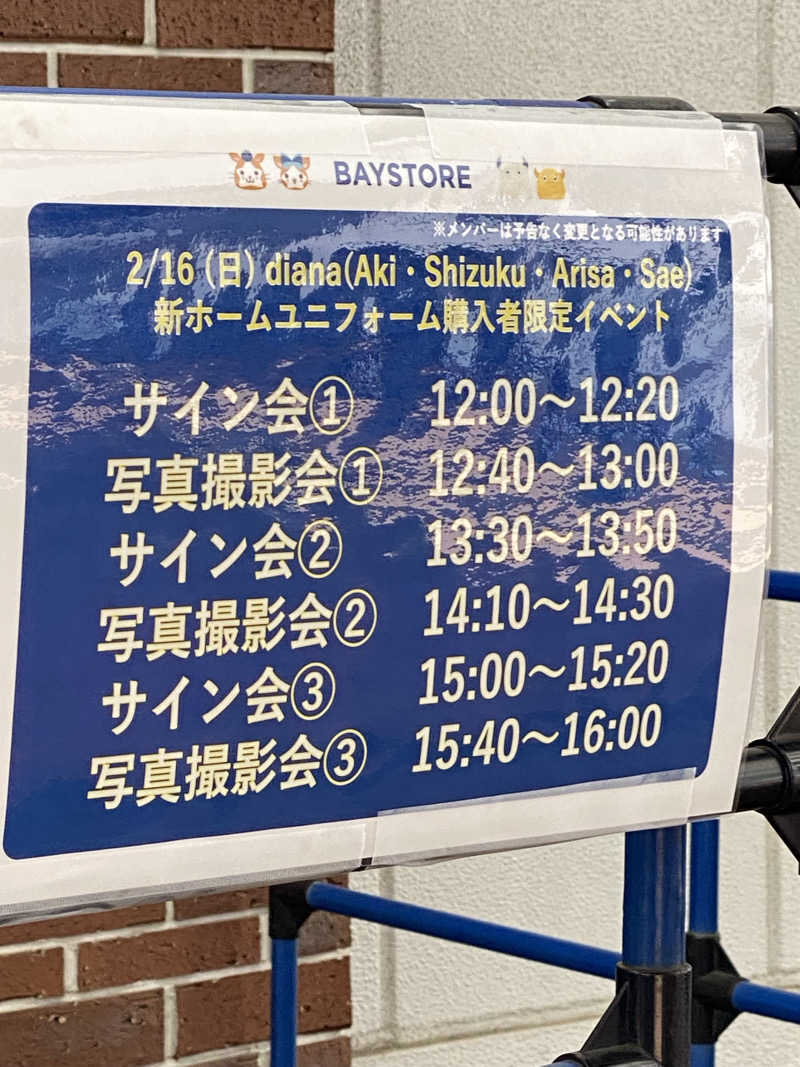 BAYSTORE
※メンバーは予告なく変更となる可能性があります
2/16（日）diana(Aki・Shizuku・Arisa・Sae)
新ホームユニフォーム購入者限定イベント
サイン会① 12:00～12:20
写真撮影会① 12:40～13:00
サイン会② 13:30～13:50
写真撮影会② 14:10～14:30
サイン会③ 15:00～15:20
写真撮影会③ 15:40～16:00